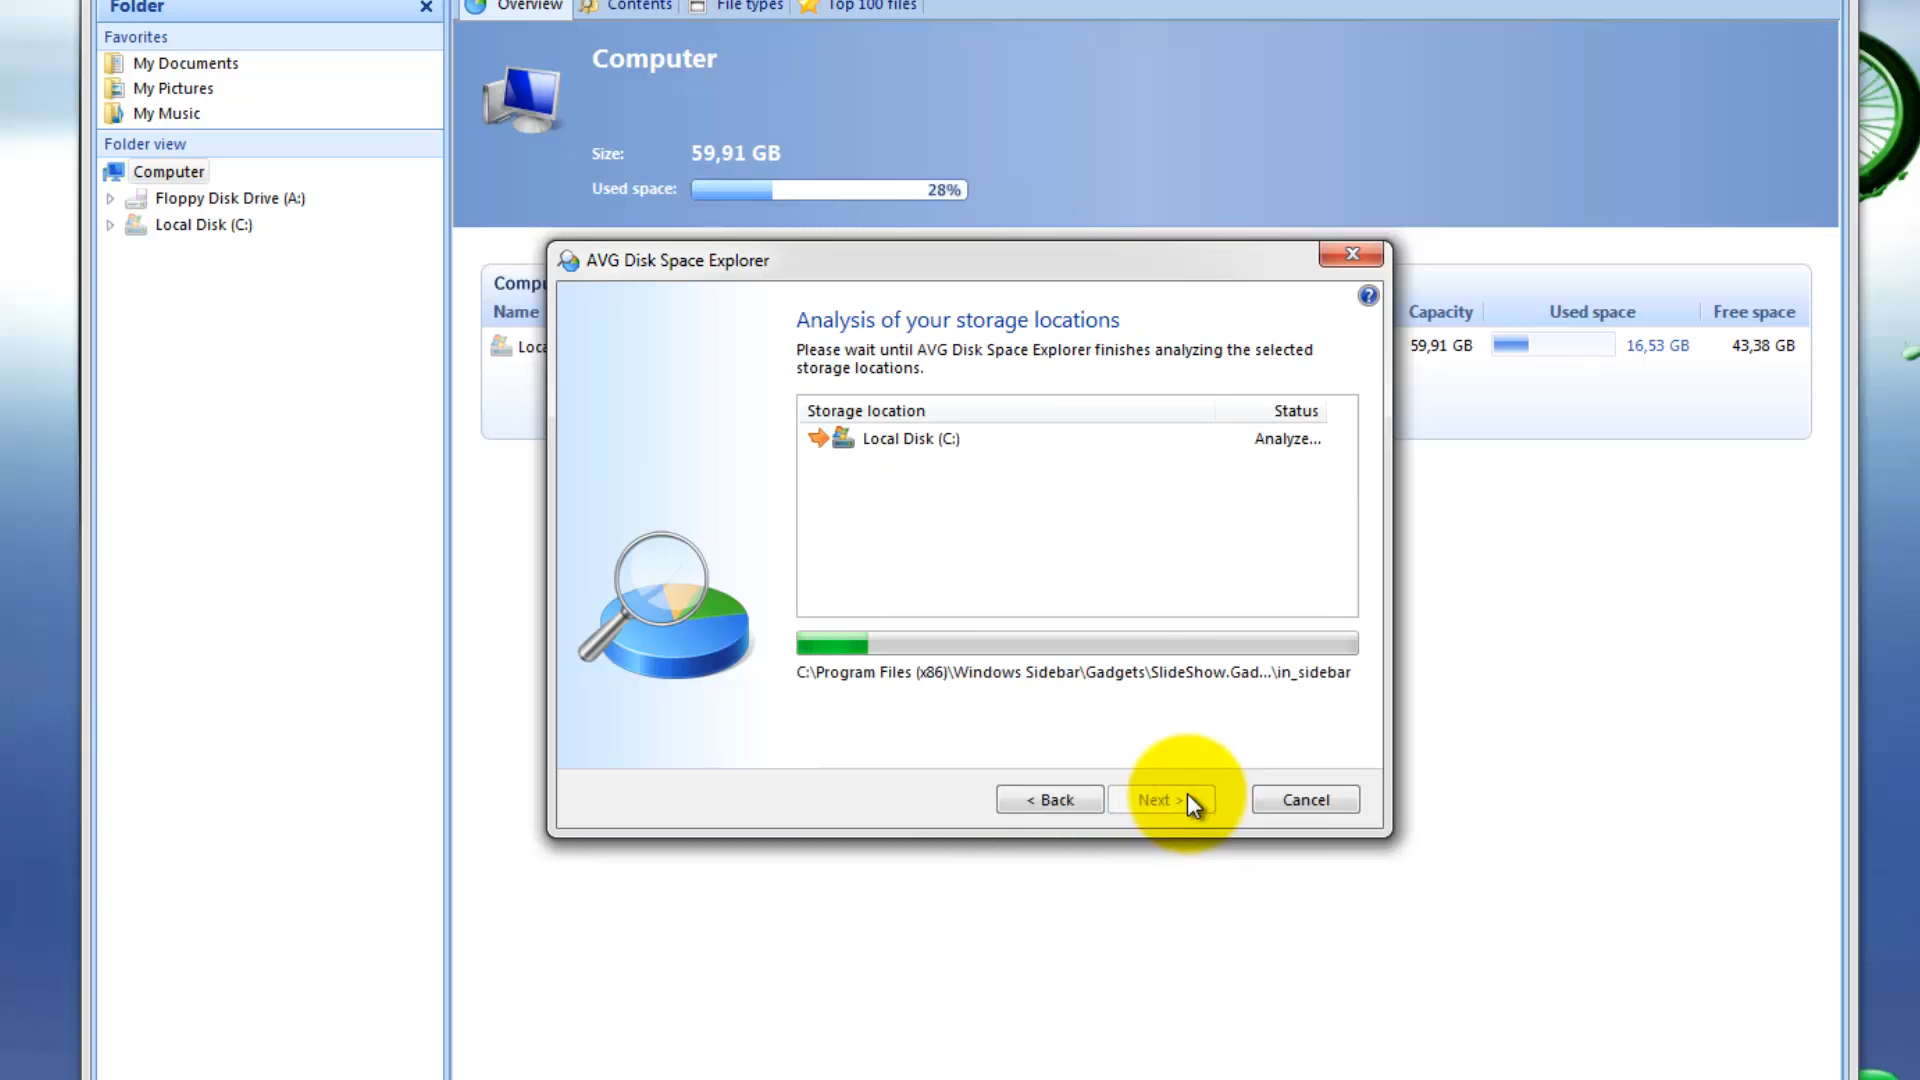 Folder
Favorites
My Documents
My Pictures
My Music
Folder view
Computer
Floppy Disk Drive (A:)
Local Disk (C:)
Overview
Contents
File types
Top 100 files
Computer
Size: 59,91 GB
Used space: 28%
Name
Capacity Used space Free space
59,91 GB 16,53 GB 43,38 GB
AVG Disk Space Explorer
Analysis of your storage locations
Please wait until AVG Disk Space Explorer finishes analyzing the selected
storage locations.
Storage location Status
Local Disk (C:) Analyze...
C:\Program Files (x86)\Windows Sidebar\Gadgets\SlideShow.Gad...\in_sidebar
< Back
Next >
Cancel